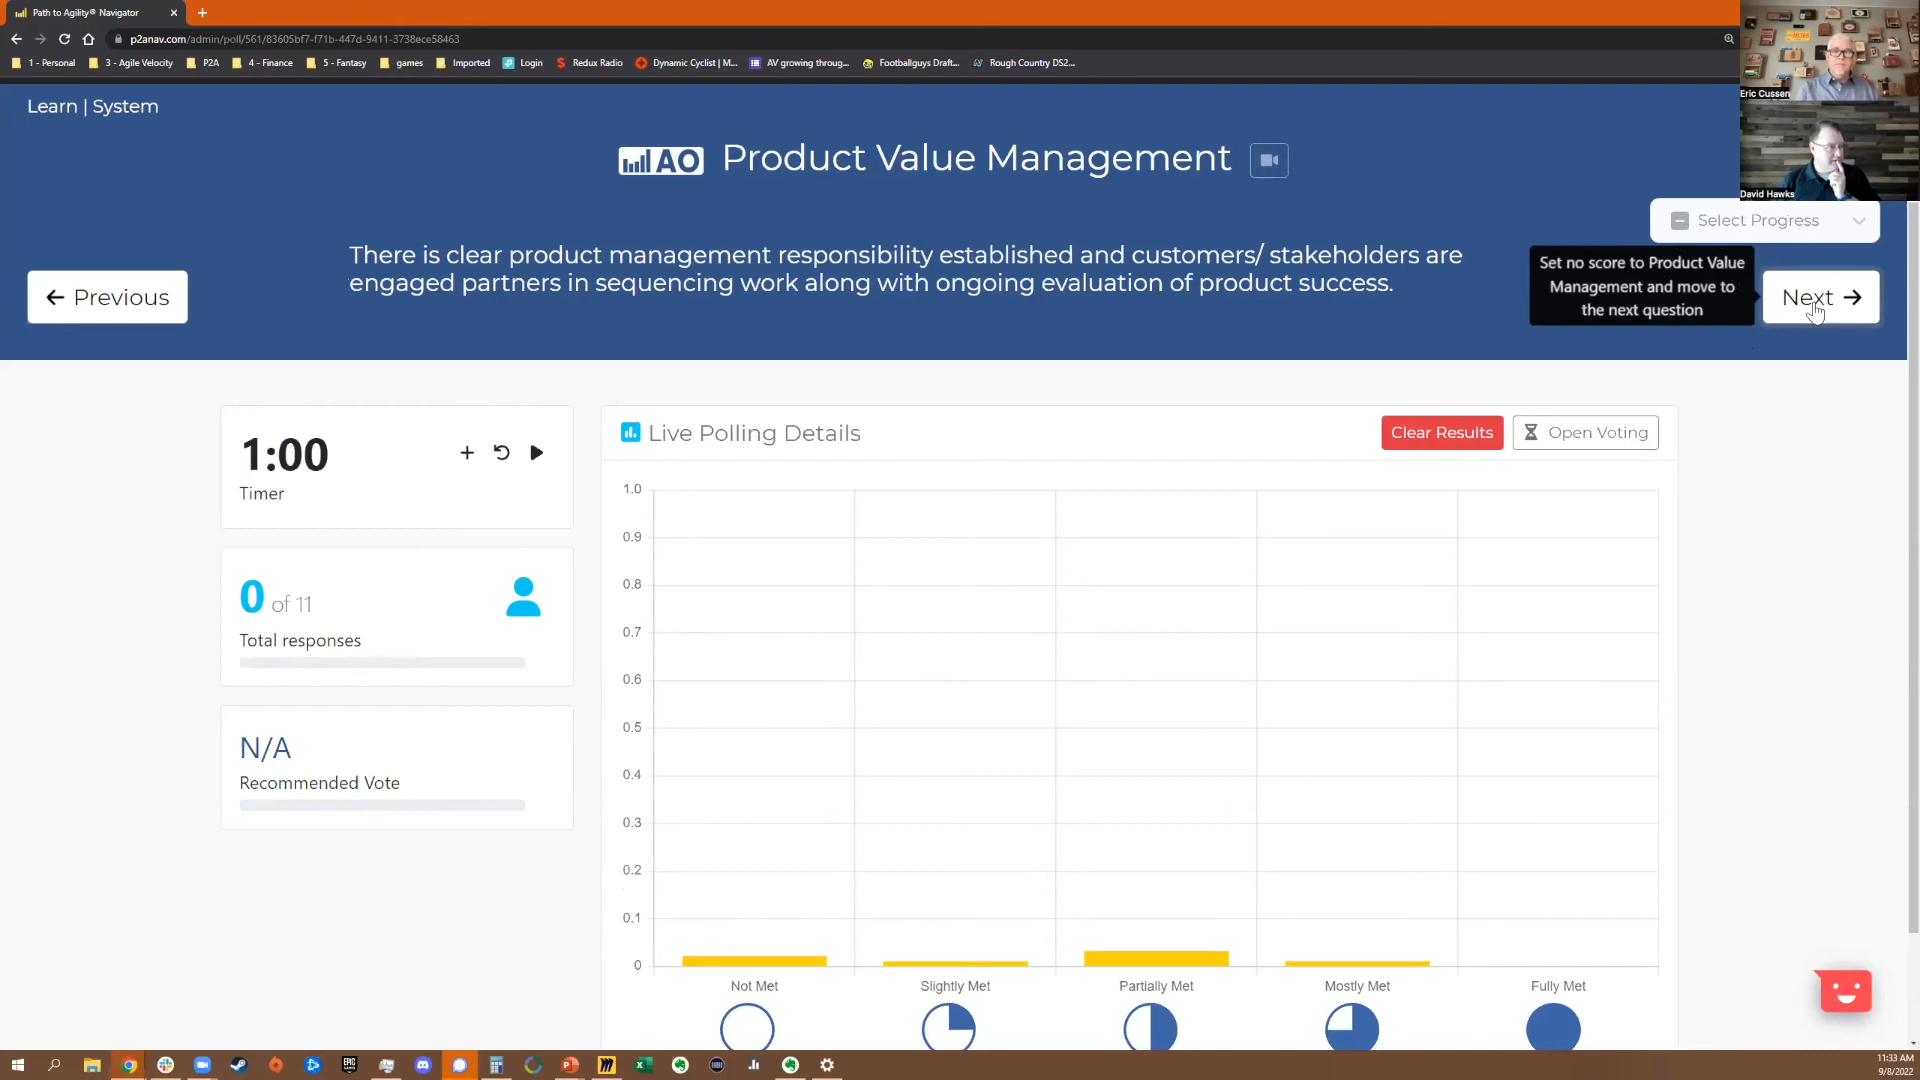 Path to Agility® Navigator
p2anav.com/admin/poll/561/83605bf7-f71b-447d-9411-3738ece58463
1 - Personal
3 - Agile Velocity
P2A
4 - Finance
5 - Fantasy
games
Imported
Login
Redux Radio
Dynamic Cyclist | M...
AV growing throug...
Footballguys Draft...
Rough Country DS2...
Eric Cussen
David Hawks
Learn | System
AO Product Value Management
Select Progress
There is clear product management responsibility established and customers/ stakeholders are
engaged partners in sequencing work along with ongoing evaluation of product success.
Previous
Set no score to Product Value
Management and move to
the next question
Next
1:00
Timer
0 of 11
Total responses
N/A
Recommended Vote
Live Polling Details
Clear Results
Open Voting
1.0
0.9
0.8
0.7
0.6
0.5
0.4
0.3
0.2
0.1
0
Not Met
Slightly Met
Partially Met
Mostly Met
Fully Met
11:33 AM
9/8/2022